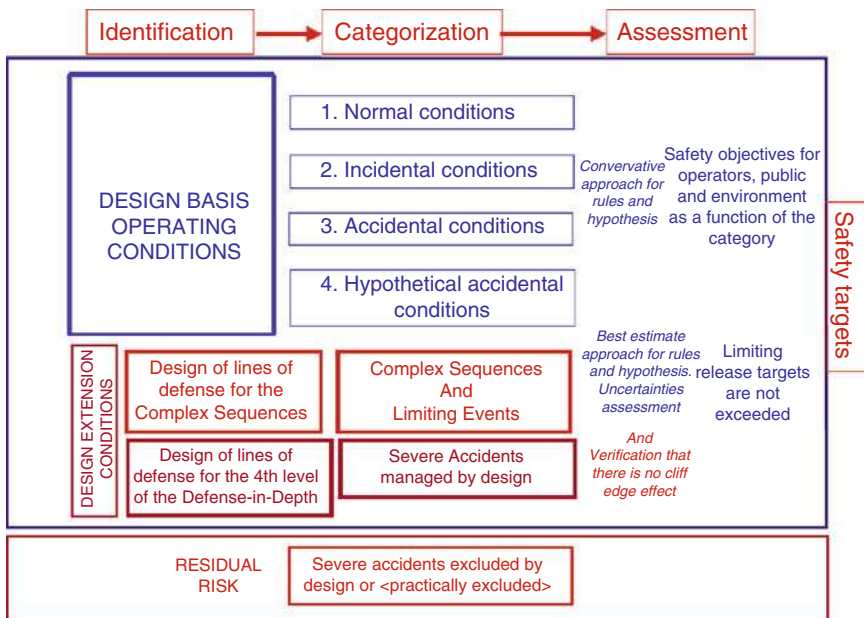 Identification
Categorization
Assessment
DESIGN BASIS
OPERATING
CONDITIONS
1. Normal conditions
2. Incidental conditions
3. Accidental conditions
4. Hypothetical accidental
conditions
Convervative
approach for
rules and
hypothesis
Safety objectives for
operators, public
and environment
as a function of the
category
Safety targets
DESIGN EXTENSION
CONDITIONS
Design of lines of
defense for the
Complex Sequences
Complex Sequences
And
Limiting Events
Best estimate
approach for rules
and hypothesis.
Uncertainties
assessment
Limiting
release targets
are not
exceeded
Design of lines of
defense for the 4th level
of the Defense-in-Depth
Severe Accidents
managed by design
And
Verification that
there is no cliff
edge effect
RESIDUAL
RISK
Severe accidents excluded by
design or <practically excluded>